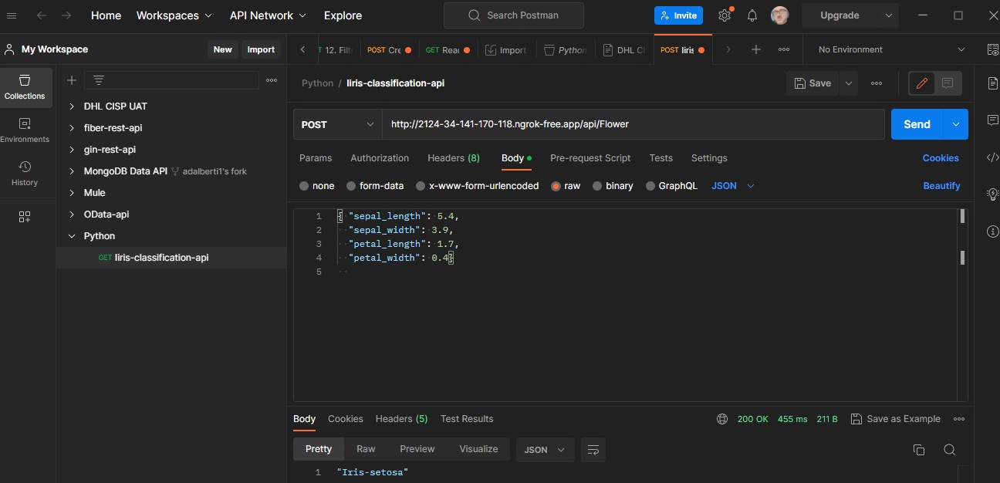 Home Workspaces API Network Explore Search Postman Invite Upgrade
My Workspace New Import 12. Filt POST Cre GET Read Import Python DHL C POST Iiris No Environment
Collections
Environments
History
DHL CISP UAT
fiber-rest-api
gin-rest-api
MongoDB Data API adalberti1's fork
Mule
OData-api
Python
GET Iiris-classification-api
Python / Iiris-classification-api Save
POST http://2124-34-141-170-118.ngrok-free.app/api/Flower Send
Params Authorization Headers (8) Body Pre-request Script Tests Settings Cookies
none form-data x-www-form-urlencoded raw binary GraphQL JSON Beautify
1 { "sepal_length": 5.4,
2 "sepal_width": 3.9,
3 "petal_length": 1.7,
4 "petal_width": 0.4}
5
Body Cookies Headers (5) Test Results 200 OK 455 ms 211 B Save as Example
Pretty Raw Preview Visualize JSON
1 "Iris-setosa"